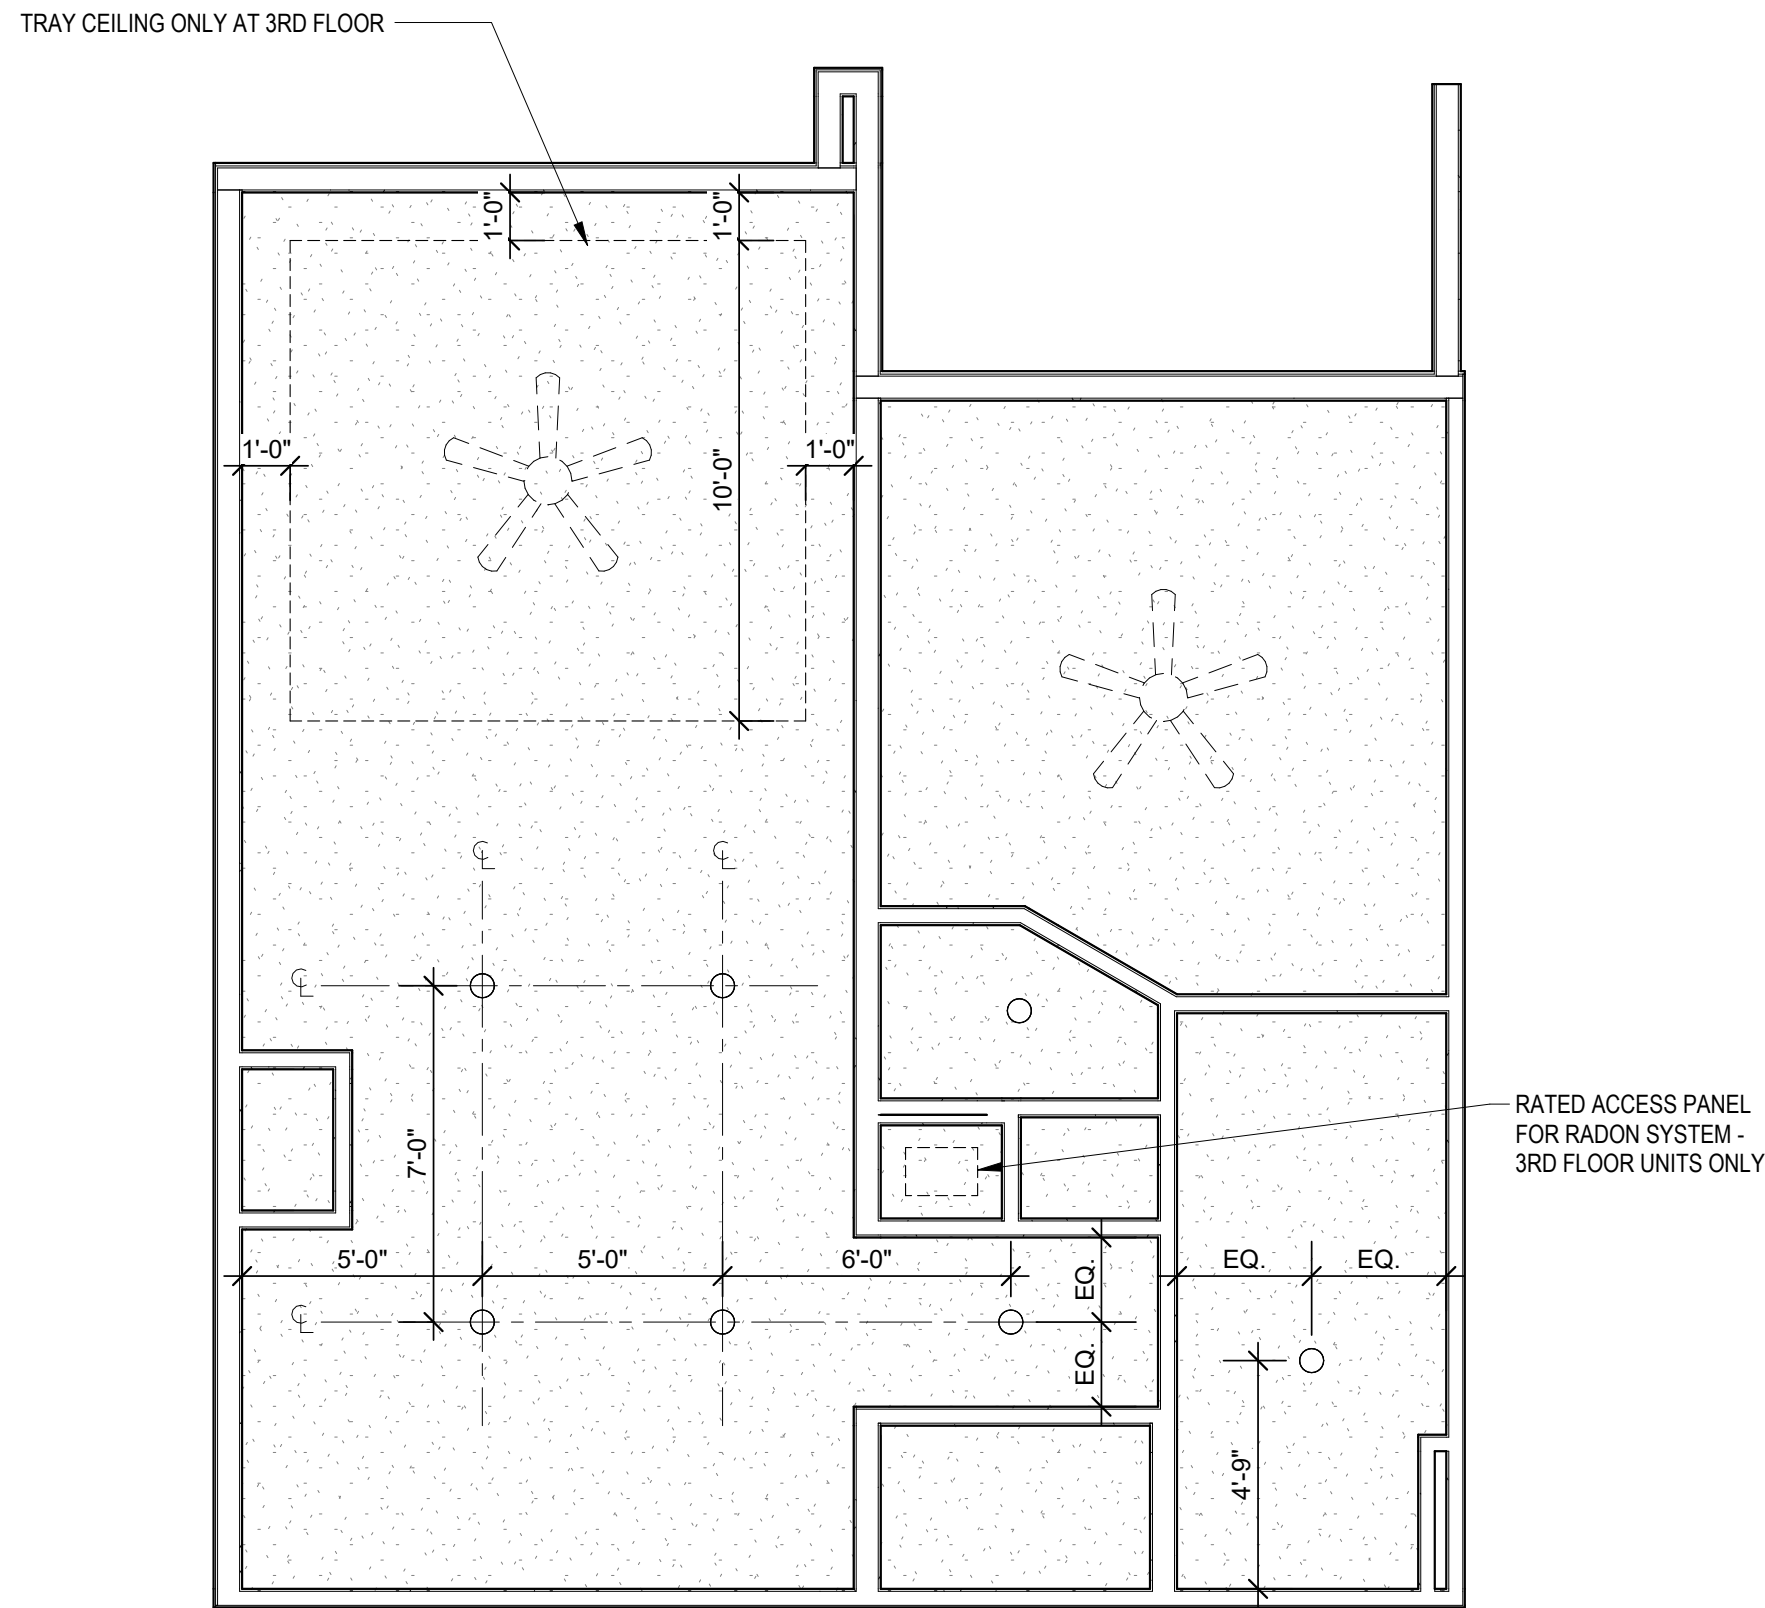 TRAY CEILING ONLY AT 3RD FLOOR
1'-0"
1'-0"
1'-0"
1'-0"
10'-0"
℄
℄
℄
7'-0"
RATED ACCESS PANEL
FOR RADON SYSTEM -
3RD FLOOR UNITS ONLY
5'-0"
5'-0"
6'-0"
EQ.
EQ.
EQ.
℄
EQ.
4'-9"